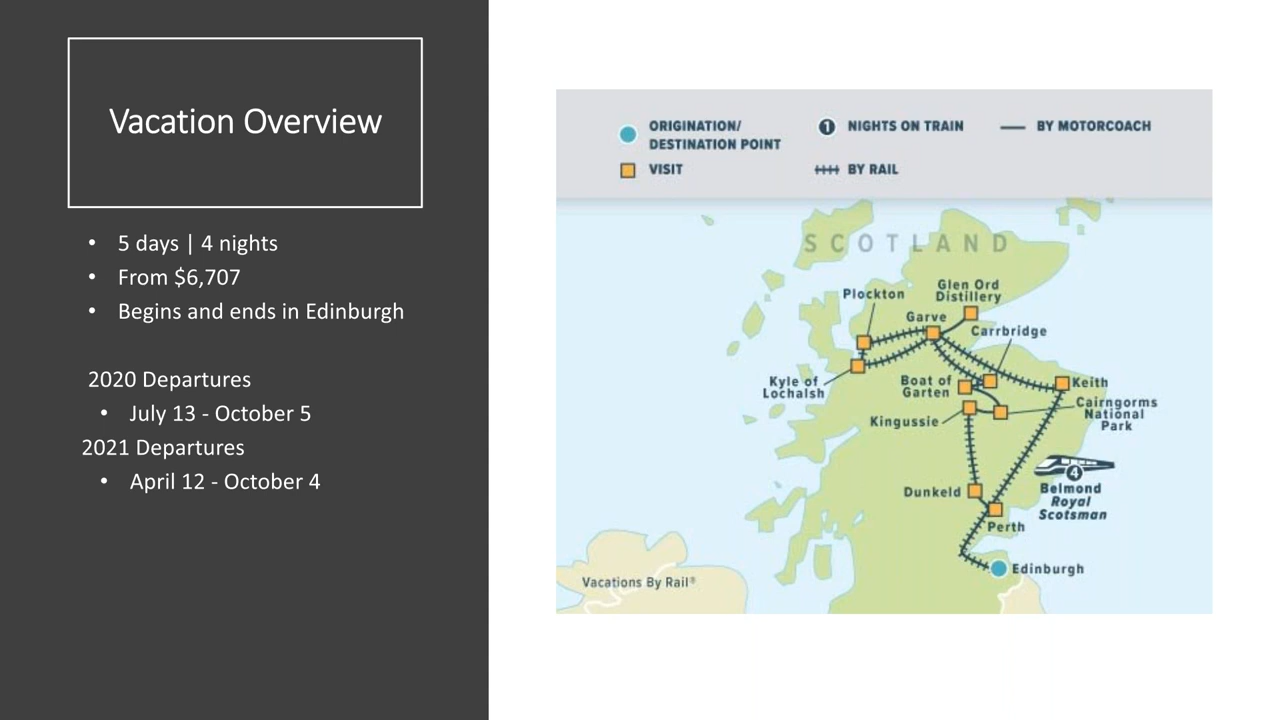 Vacation Overview
• 5 days | 4 nights
• From $6,707
• Begins and ends in Edinburgh
2020 Departures
• July 13 - October 5
2021 Departures
• April 12 - October 4
ORIGINATION/
DESTINATION POINT
VISIT
1 NIGHTS ON TRAIN
BY RAIL
BY MOTORCOACH
SCOTLAND
Plockton
Glen Ord
Distillery
Garve
Carrbridge
Kyle of
Lochalsh
Boat of
Garten
Keith
Kingussie
Cairngorms
National
Park
4
Belmond
Royal
Scotsman
Dunkeld
Perth
Edinburgh
Vacations By Rail®